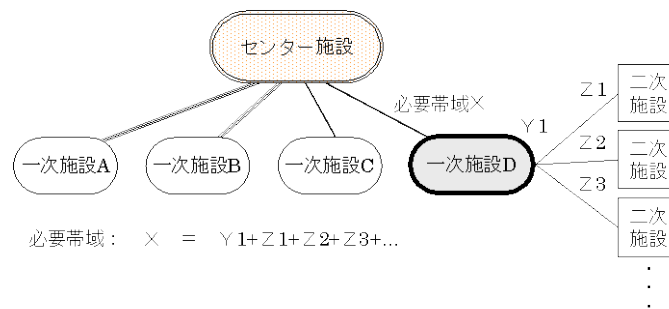 センター施設
必要帯域X
Y1
Z1
二次
施設
一次施設A
一次施設B
一次施設C
一次施設D
Z2
二次
施設
Z3
二次
施設
必要帯域： X ＝ Y1+Z1+Z2+Z3+...